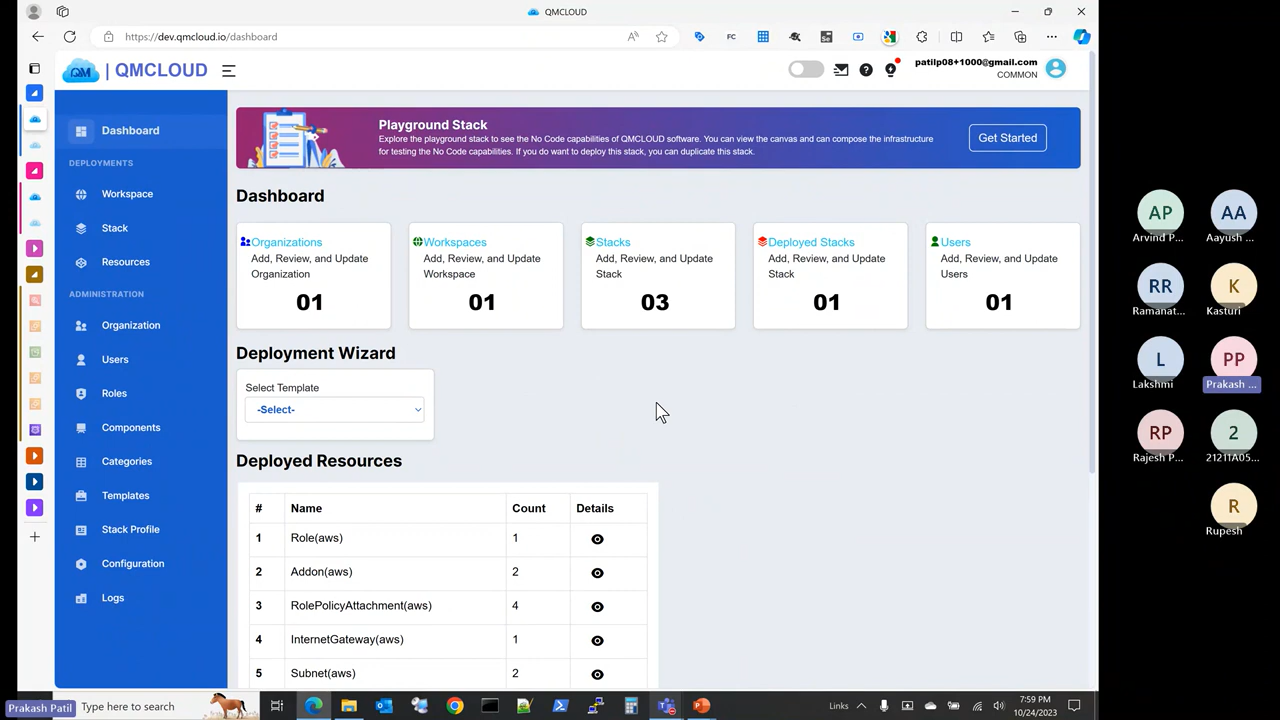 QMCLOUD
https://dev.qmcloud.io/dashboard
QM | QMCLOUD
patilp08+1000@gmail.com
COMMON
Dashboard
DEPLOYMENTS
Workspace
Stack
Resources
ADMINISTRATION
Organization
Users
Roles
Components
Categories
Templates
Stack Profile
Configuration
Logs
Playground Stack
Explore the playground stack to see the No Code capabilities of QMCLOUD software. You can view the canvas and can compose the infrastructure
for testing the No Code capabilities. If you do want to deploy this stack, you can duplicate this stack.
Get Started
Dashboard
Organizations
Add, Review, and Update
Organization
01
Workspaces
Add, Review, and Update
Workspace
01
Stacks
Add, Review, and Update
Stack
03
Deployed Stacks
Add, Review, and Update
Stack
01
Users
Add, Review, and Update
Users
01
Deployment Wizard
Select Template
-Select-
Deployed Resources
# Name Count Details
1 Role(aws) 1
2 Addon(aws) 2
3 RolePolicyAttachment(aws) 4
4 InternetGateway(aws) 1
5 Subnet(aws) 2
AP AA
Arvind P... Aayush ...
RR K
Ramanat... Kasturi
L PP
Lakshmi Prakash ...
RP 2
Rajesh P... 21211A05...
R
Rupesh
Prakash Patil
Type here to search
Links
7:59 PM
10/24/2023